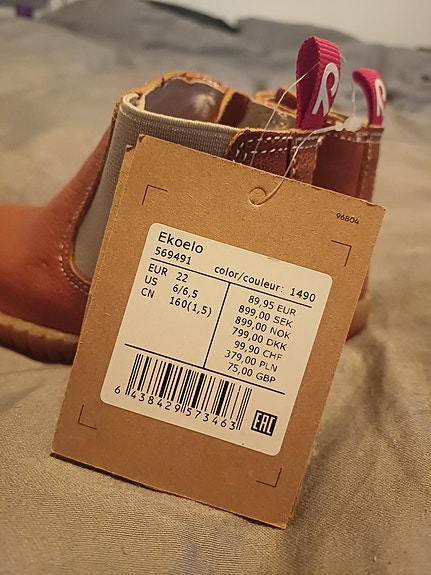 96804
Ekoelo
569491
color/couleur: 1490
EUR 22
US 6/6,5
CN 160(1,5)
89,95 EUR
899,00 SEK
899,00 NOK
799,00 DKK
99,90 CHF
379,00 PLN
75,00 GBP
6 438429 573463
EAC